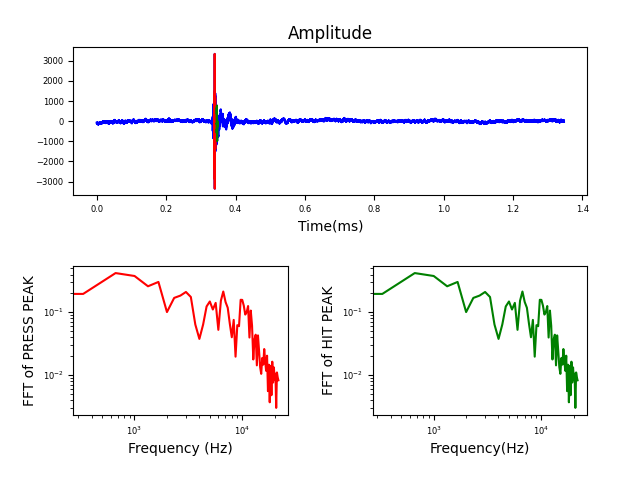 Amplitude
3000
2000
1000
0
−1000
−2000
−3000
0.0 0.2 0.4 0.6 0.8 1.0 1.2 1.4
Time(ms)
FFT of PRESS PEAK
10⁻¹
10⁻²
10³ 10⁴
Frequency (Hz)
FFT of HIT PEAK
10⁻¹
10⁻²
10³ 10⁴
Frequency(Hz)